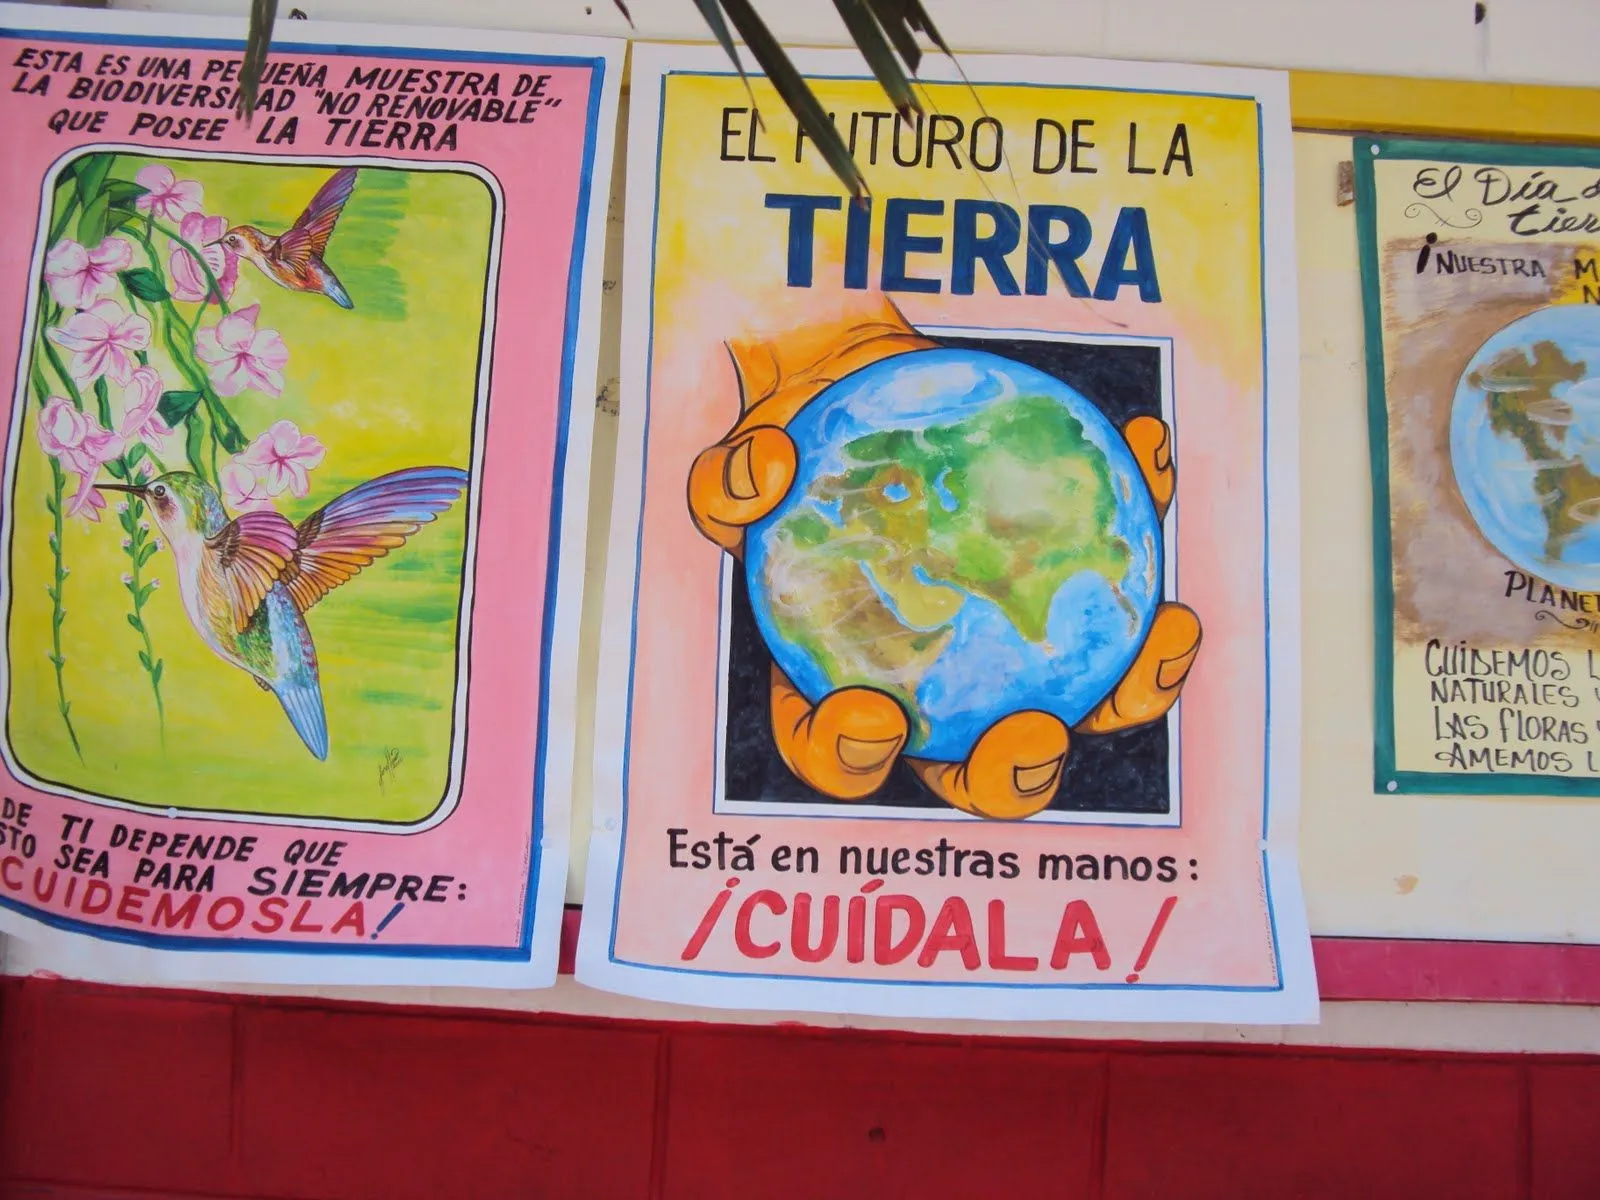 ESTA ES UNA PEQUEÑA MUESTRA DE
LA BIODIVERSIDAD "NO RENOVABLE"
QUE POSEE LA TIERRA
DE TI DEPENDE QUE
STO SEA PARA SIEMPRE:
CUIDEMOSLA!
EL FUTURO DE LA
TIERRA
Está en nuestras manos:
¡CUÍDALA!
El Día d
tier
¡NUESTRA M
N
PLANET
CUIDEMOS L
NATURALES Y
LAS FLORAS Y
AMEMOS L